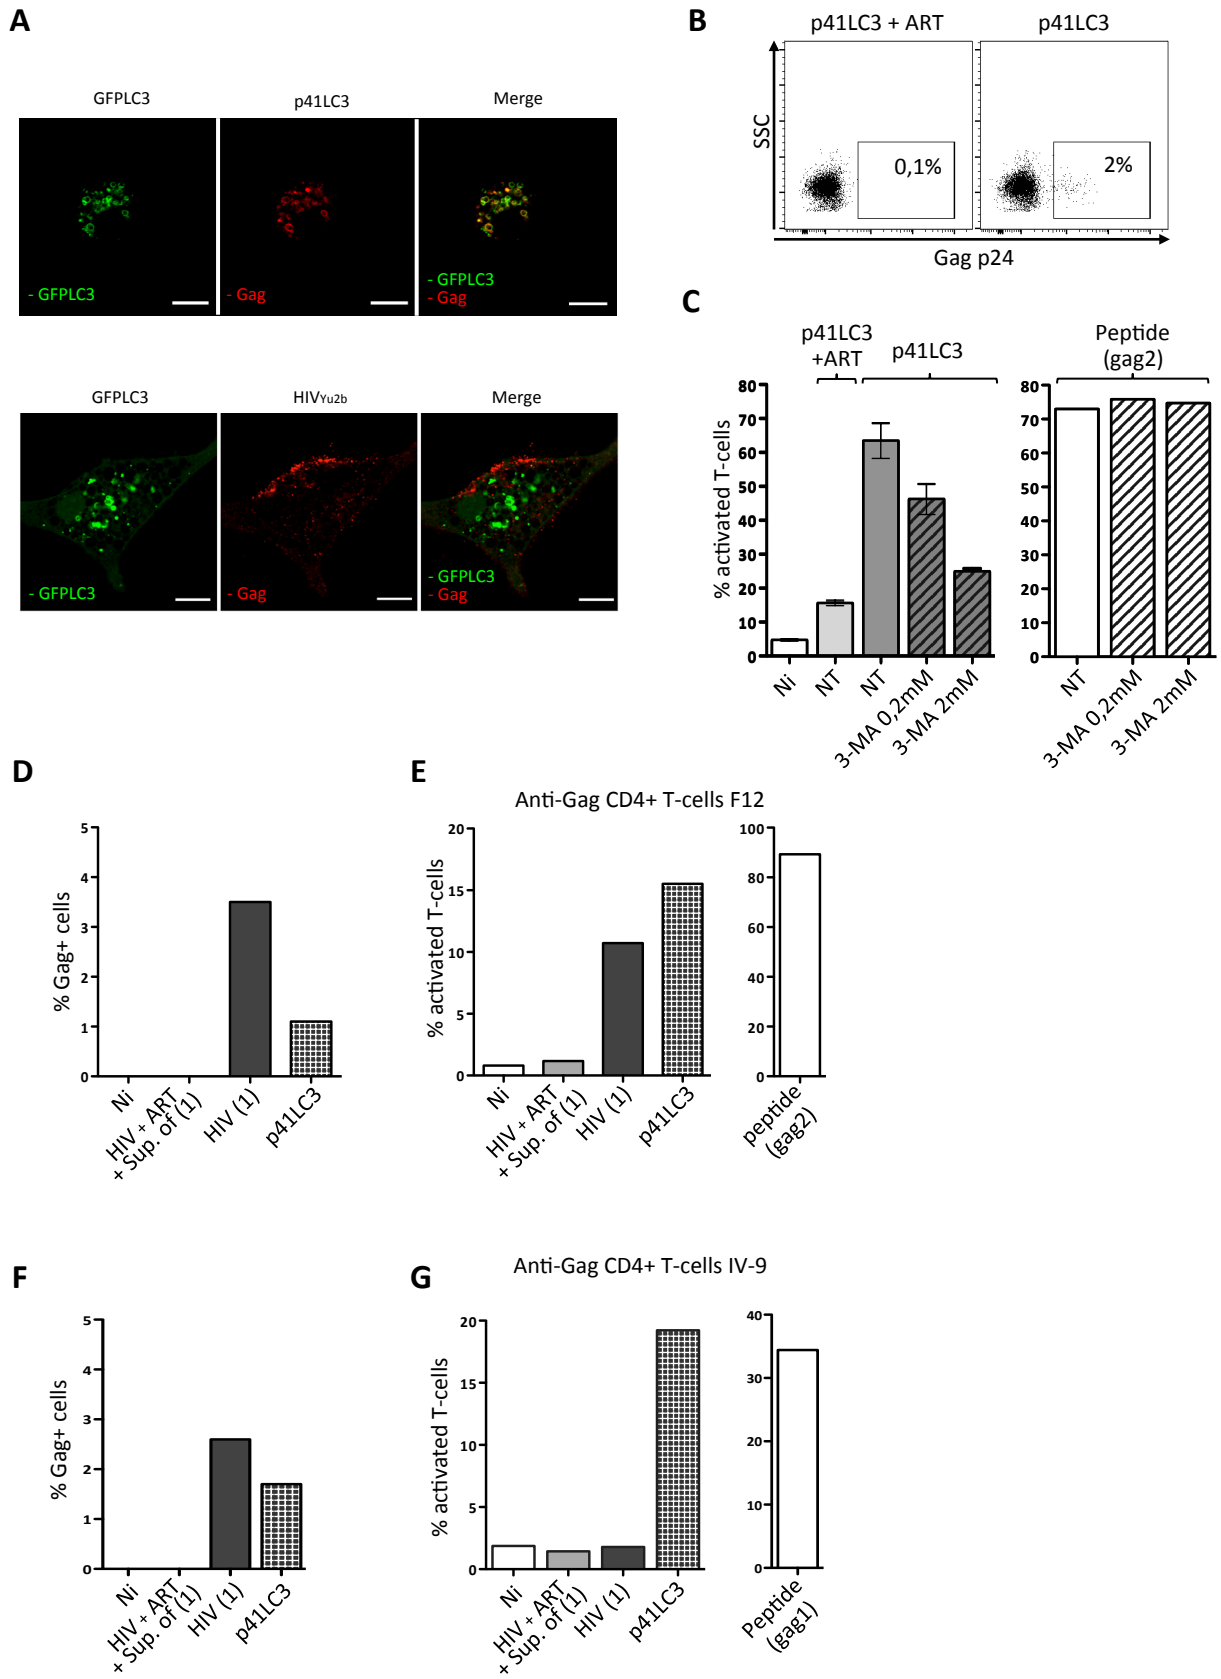 A
GFPLC3 p41LC3 Merge
- GFPLC3 - Gag - GFPLC3
- Gag
GFPLC3 HIVYu2b Merge
- GFPLC3 - Gag - GFPLC3
- Gag
B
p41LC3 + ART p41LC3
SSC
0,1% 2%
Gag p24
C
p41LC3
+ART
p41LC3
Peptide
(gag2)
% activated T-cells
80
70
60
50
40
30
20
10
0
Ni NT NT 3-MA 0,2mM 3-MA 2mM
80
70
60
50
40
30
20
10
0
NT 3-MA 0,2mM 3-MA 2mM
D
% Gag+ cells
5
4
3
2
1
0
Ni
HIV + ART
+ Sup. of (1)
HIV (1)
p41LC3
E
Anti-Gag CD4+ T-cells F12
% activated T-cells
20
15
10
5
0
Ni
HIV + ART
+ Sup. of (1)
HIV (1)
p41LC3
100
80
60
40
20
0
peptide
(gag2)
F
% Gag+ cells
5
4
3
2
1
0
Ni
HIV + ART
+ Sup. of (1)
HIV (1)
p41LC3
G
Anti-Gag CD4+ T-cells IV-9
% activated T-cells
20
15
10
5
0
Ni
HIV + ART
+ Sup. of (1)
HIV (1)
p41LC3
40
30
20
10
0
Peptide
(gag1)